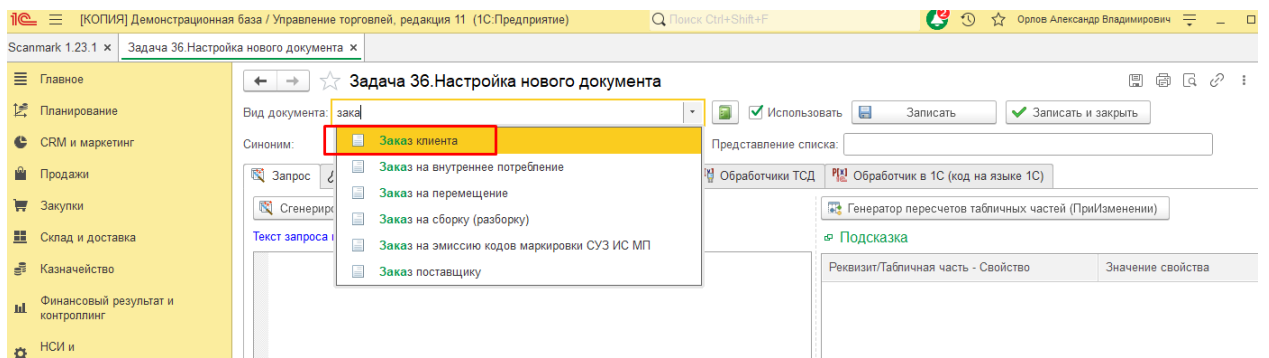 [КОПИЯ] Демонстрационная база / Управление торговлей, редакция 11 (1С:Предприятие) Поиск Ctrl+Shift+F Орлов Александр Владимирович
Scanmark 1.23.1 × Задача 36.Настройка нового документа ×
Главное
Планирование
CRM и маркетинг
Продажи
Закупки
Склад и доставка
Казначейство
Финансовый результат и
контроллинг
НСИ и
Задача 36.Настройка нового документа
Вид документа: зака Использовать Записать Записать и закрыть
Синоним: Представление списка:
Заказ клиента
Заказ на внутреннее потребление
Заказ на перемещение
Заказ на сборку (разборку)
Заказ на эмиссию кодов маркировки СУЗ ИС МП
Заказ поставщику
Запрос Обработчики ТСД Обработчик в 1С (код на языке 1С)
Генератор пересчетов табличных частей (ПриИзменении)
Текст запроса Подсказка
Реквизит/Табличная часть - Свойство Значение свойства